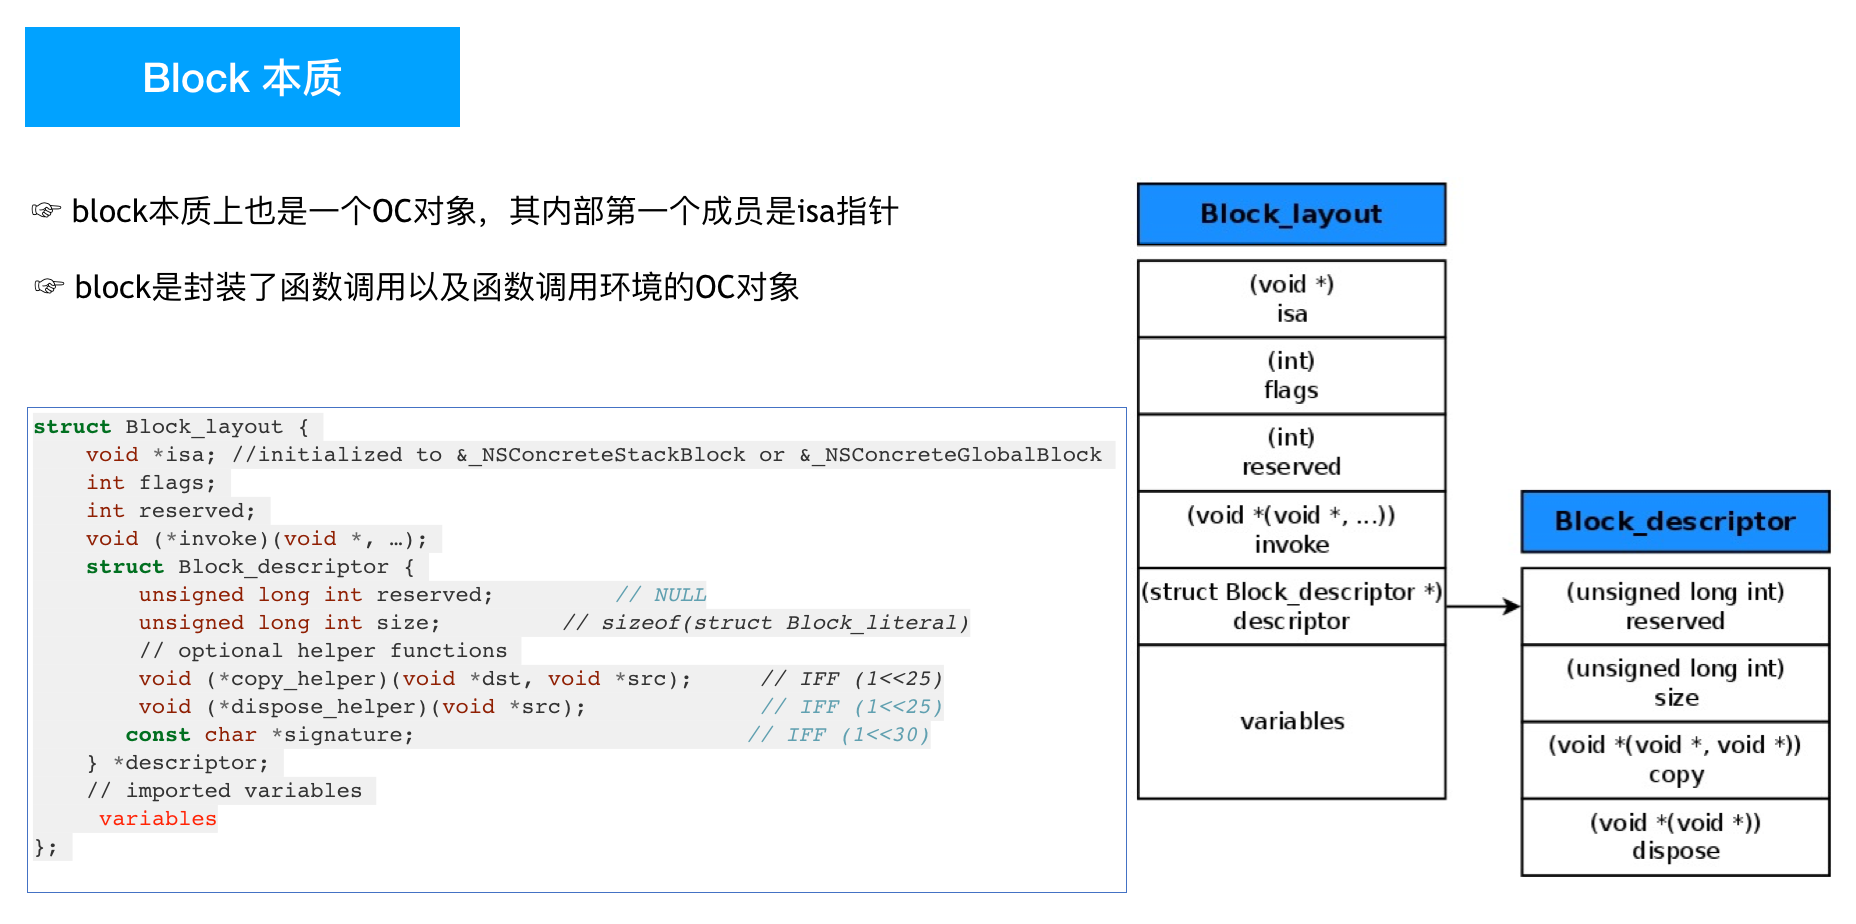 Block 本质
☞ block本质上也是一个OC对象，其内部第一个成员是isa指针
☞ block是封装了函数调用以及函数调用环境的OC对象
struct Block_layout {
void *isa; //initialized to &_NSConcreteStackBlock or &_NSConcreteGlobalBlock
int flags;
int reserved;
void (*invoke)(void *, …);
struct Block_descriptor {
unsigned long int reserved; // NULL
unsigned long int size; // sizeof(struct Block_literal)
// optional helper functions
void (*copy_helper)(void *dst, void *src); // IFF (1<<25)
void (*dispose_helper)(void *src); // IFF (1<<25)
const char *signature; // IFF (1<<30)
} *descriptor;
// imported variables
variables
};
Block_layout
(void *)
isa
(int)
flags
(int)
reserved
(void *(void *, ...))
invoke
(struct Block_descriptor *)
descriptor
variables
Block_descriptor
(unsigned long int)
reserved
(unsigned long int)
size
(void *(void *, void *))
copy
(void *(void *))
dispose